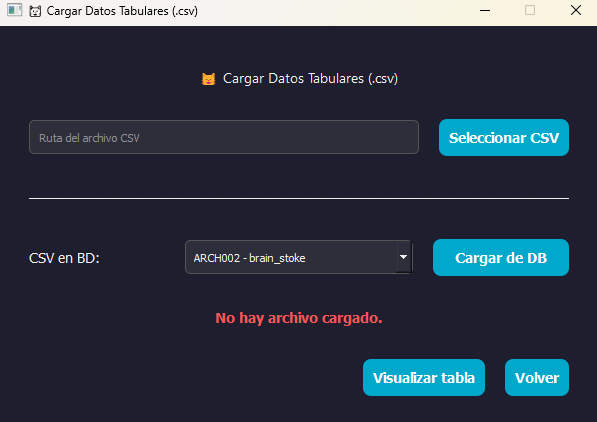 Cargar Datos Tabulares (.csv)
Cargar Datos Tabulares (.csv)
Ruta del archivo CSV
Seleccionar CSV
CSV en BD:
ARCH002 - brain_stoke
Cargar de DB
No hay archivo cargado.
Visualizar tabla
Volver